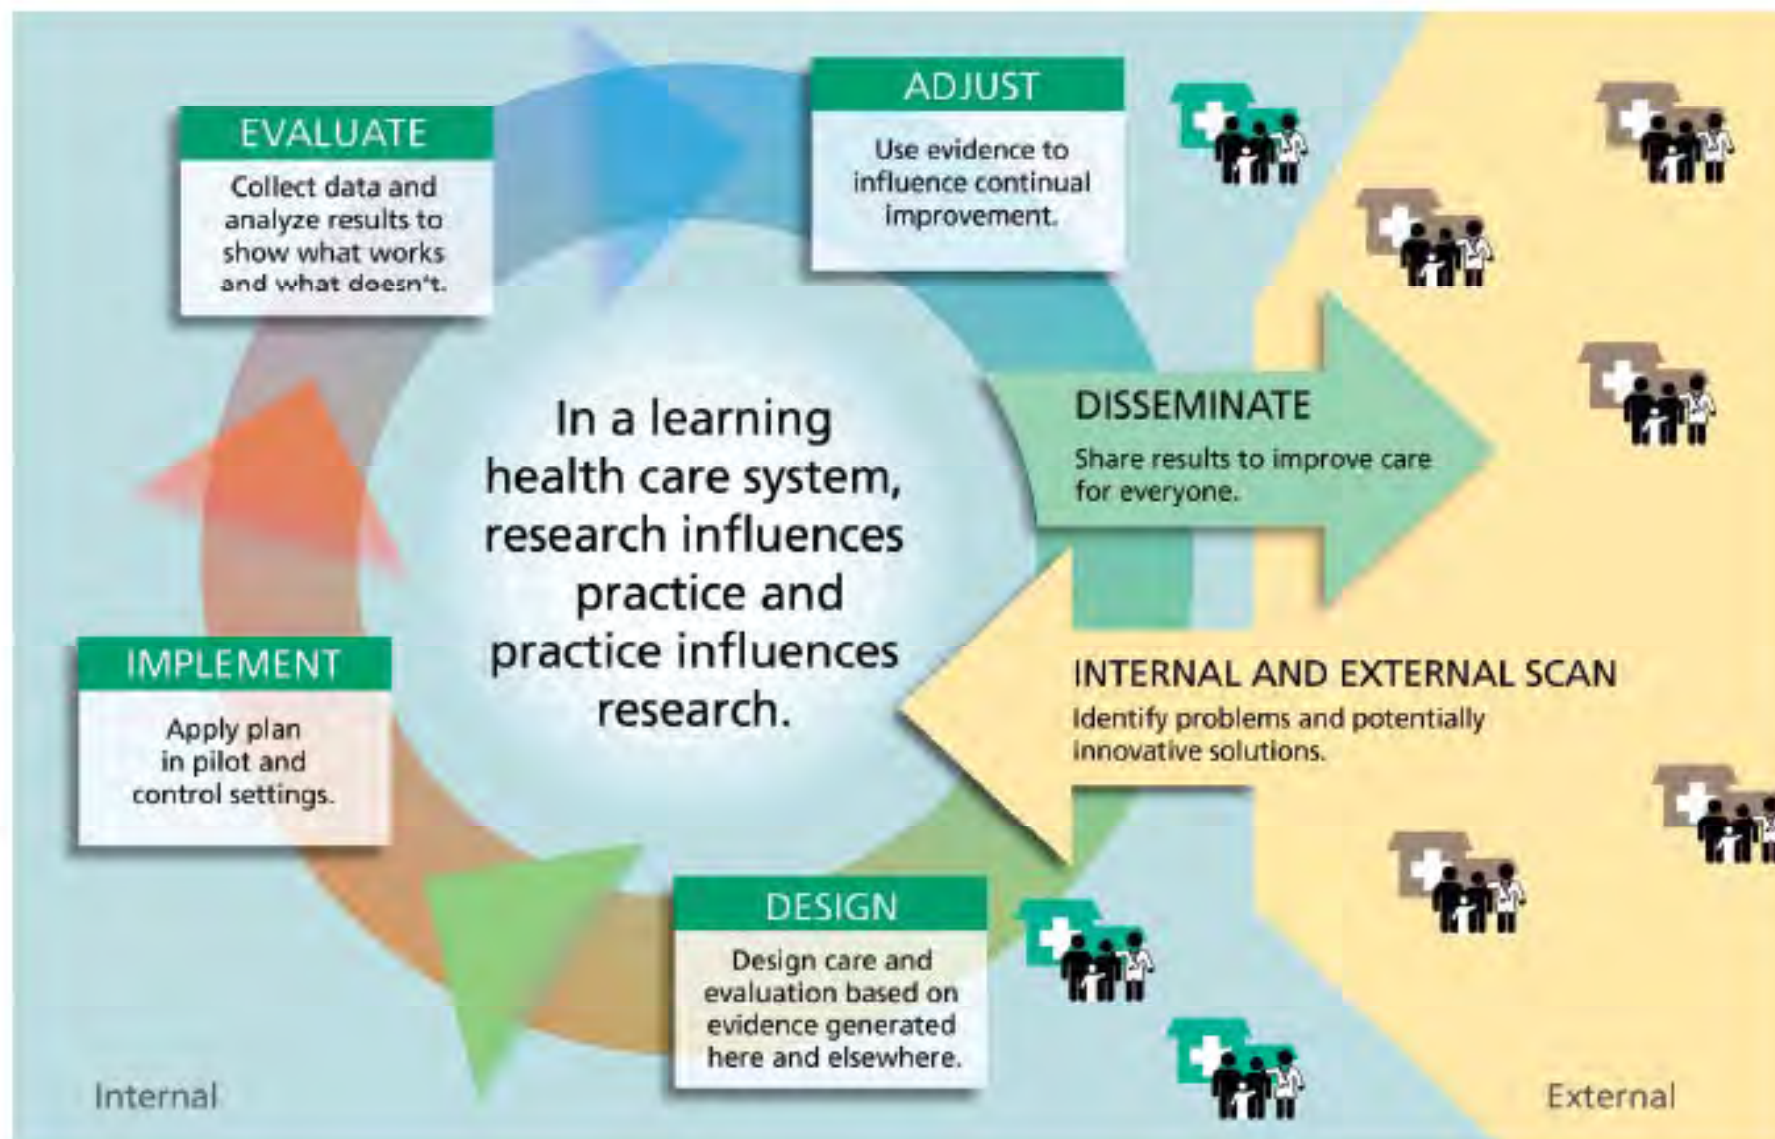 EVALUATE
Collect data and
analyze results to
show what works
and what doesn't.
ADJUST
Use evidence to
influence continual
improvement.
In a learning
health care system,
research influences
practice and
practice influences
research.
DISSEMINATE
Share results to improve care
for everyone.
INTERNAL AND EXTERNAL SCAN
Identify problems and potentially
innovative solutions.
IMPLEMENT
Apply plan
in pilot and
control settings.
DESIGN
Design care and
evaluation based on
evidence generated
here and elsewhere.
Internal
External